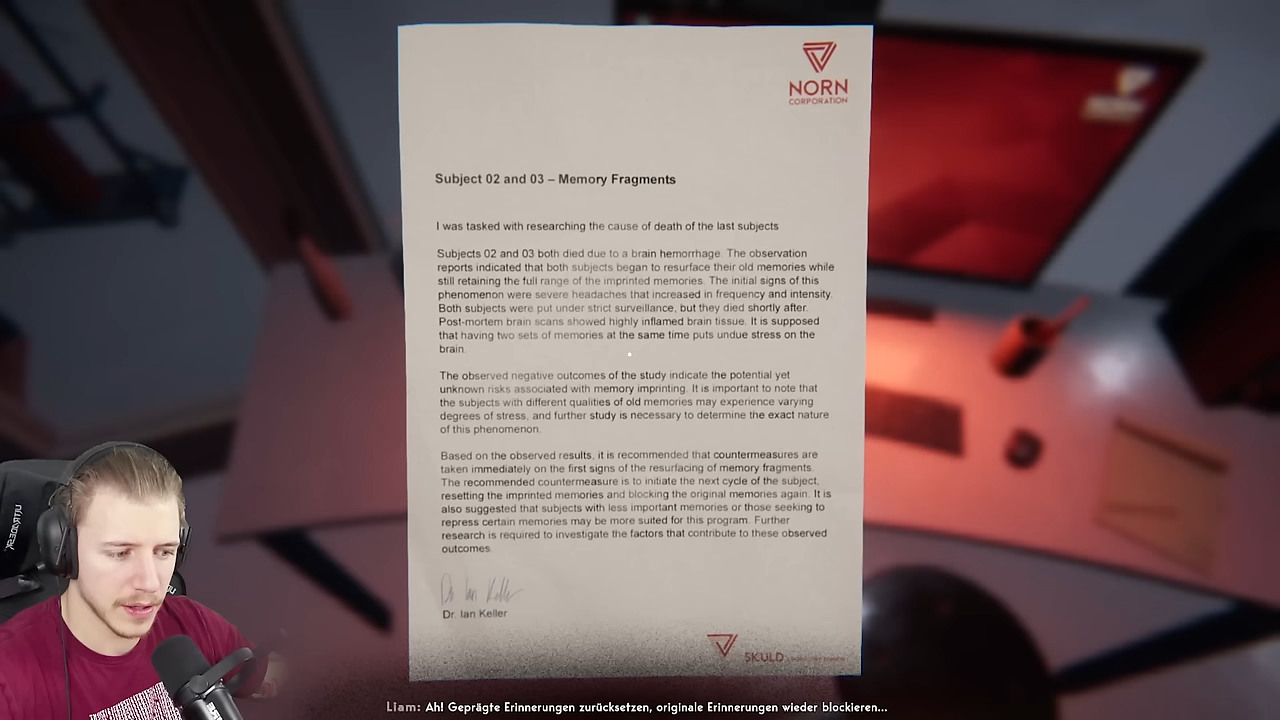 NORN
CORPORATION
Subject 02 and 03 – Memory Fragments
I was tasked with researching the cause of death of the last subjects
Subjects 02 and 03 both died due to a brain hemorrhage. The observation
reports indicated that both subjects began to resurface their old memories while
still retaining the full range of the imprinted memories. The initial signs of this
phenomenon were severe headaches that increased in frequency and intensity.
Both subjects were put under strict surveillance, but they died shortly after.
Post-mortem brain scans showed highly inflamed brain tissue. It is supposed
that having two sets of memories at the same time puts undue stress on the
brain.
The observed negative outcomes of the study indicate the potential yet
unknown risks associated with memory imprinting. It is important to note that
the subjects with different qualities of old memories may experience varying
degrees of stress, and further study is necessary to determine the exact nature
of this phenomenon.
Based on the observed results, it is recommended that countermeasures are
taken immediately on the first signs of the resurfacing of memory fragments.
The recommended countermeasure is to initiate the next cycle of the subject,
resetting the imprinted memories and blocking the original memories again. It is
also suggested that subjects with less important memories or those seeking to
repress certain memories may be more suited for this program. Further
research is required to investigate the factors that contribute to these observed
outcomes.
Dr. Ian Keller
Dr. Ian Keller
SKULD
Liam: Ah! Geprägte Erinnerungen zurücksetzen, originale Erinnerungen wieder blockieren...